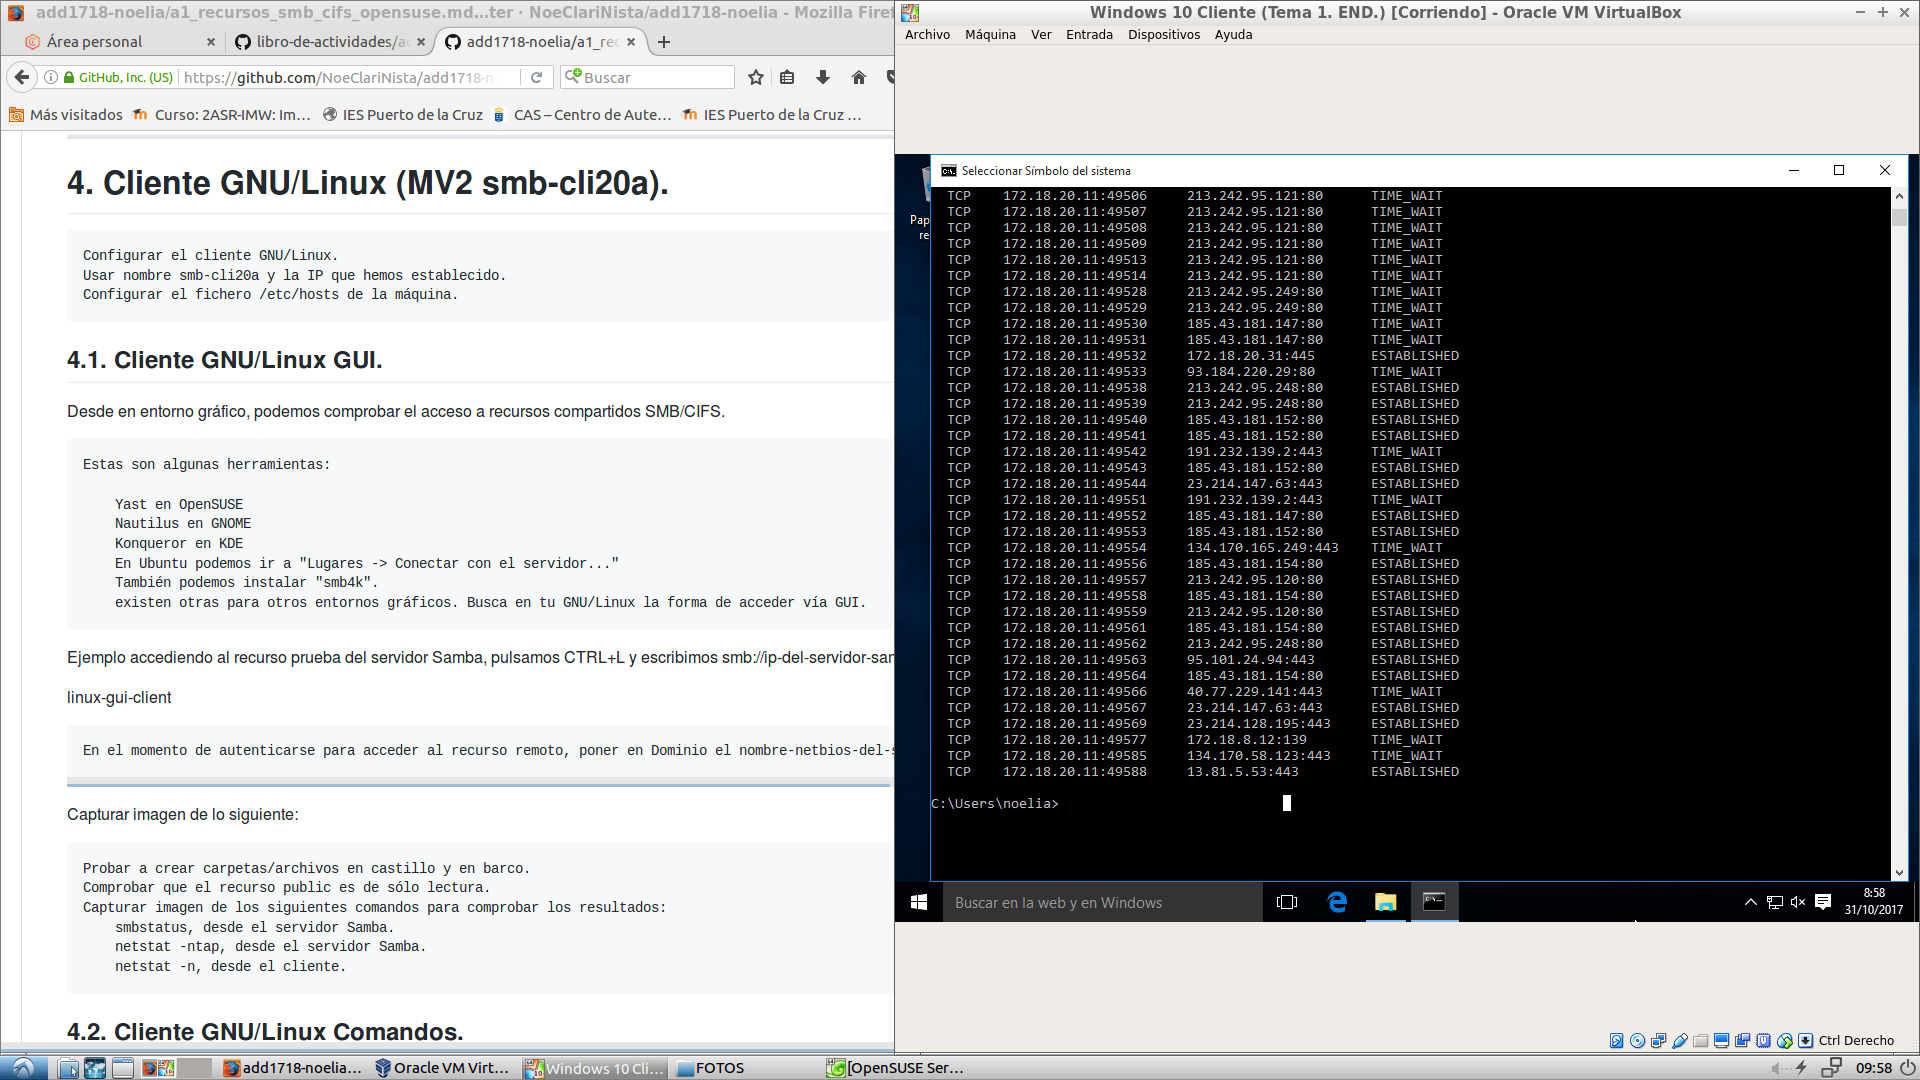 add1718-noelia/a1_recursos_smb_cifs_opensuse.md...ter · NoeClariNista/add1718-noelia - Mozilla Firef
Área personal
libro-de-actividades/a
add1718-noelia/a1_re
GitHub, Inc. (US)
https://github.com/NoeClariNista/add1718-n
Buscar
Más visitados
Curso: 2ASR-IMW: Im...
IES Puerto de la Cruz
CAS – Centro de Aute...
IES Puerto de la Cruz ...
4. Cliente GNU/Linux (MV2 smb-cli20a).
Configurar el cliente GNU/Linux.
Usar nombre smb-cli20a y la IP que hemos establecido.
Configurar el fichero /etc/hosts de la máquina.
4.1. Cliente GNU/Linux GUI.
Desde en entorno gráfico, podemos comprobar el acceso a recursos compartidos SMB/CIFS.
Estas son algunas herramientas:
Yast en OpenSUSE
Nautilus en GNOME
Konqueror en KDE
En Ubuntu podemos ir a "Lugares -> Conectar con el servidor..."
También podemos instalar "smb4k".
existen otras para otros entornos gráficos. Busca en tu GNU/Linux la forma de acceder vía GUI.
Ejemplo accediendo al recurso prueba del servidor Samba, pulsamos CTRL+L y escribimos smb://ip-del-servidor-sam
linux-gui-client
En el momento de autenticarse para acceder al recurso remoto, poner en Dominio el nombre-netbios-del-s
Capturar imagen de lo siguiente:
Probar a crear carpetas/archivos en castillo y en barco.
Comprobar que el recurso public es de sólo lectura.
Capturar imagen de los siguientes comandos para comprobar los resultados:
smbstatus, desde el servidor Samba.
netstat -ntap, desde el servidor Samba.
netstat -n, desde el cliente.
4.2. Cliente GNU/Linux Comandos.
Windows 10 Cliente (Tema 1. END.) [Corriendo] - Oracle VM VirtualBox
Archivo Máquina Ver Entrada Dispositivos Ayuda
Pap
re
Seleccionar Símbolo del sistema
TCP 172.18.20.11:49506 213.242.95.121:80 TIME_WAIT
TCP 172.18.20.11:49507 213.242.95.121:80 TIME_WAIT
TCP 172.18.20.11:49508 213.242.95.121:80 TIME_WAIT
TCP 172.18.20.11:49509 213.242.95.121:80 TIME_WAIT
TCP 172.18.20.11:49513 213.242.95.121:80 TIME_WAIT
TCP 172.18.20.11:49514 213.242.95.121:80 TIME_WAIT
TCP 172.18.20.11:49528 213.242.95.249:80 TIME_WAIT
TCP 172.18.20.11:49529 213.242.95.249:80 TIME_WAIT
TCP 172.18.20.11:49530 185.43.181.147:80 TIME_WAIT
TCP 172.18.20.11:49531 185.43.181.147:80 TIME_WAIT
TCP 172.18.20.11:49532 172.18.20.31:445 ESTABLISHED
TCP 172.18.20.11:49533 93.184.220.29:80 TIME_WAIT
TCP 172.18.20.11:49538 213.242.95.248:80 ESTABLISHED
TCP 172.18.20.11:49539 213.242.95.248:80 ESTABLISHED
TCP 172.18.20.11:49540 185.43.181.152:80 ESTABLISHED
TCP 172.18.20.11:49541 185.43.181.152:80 ESTABLISHED
TCP 172.18.20.11:49542 191.232.139.2:443 TIME_WAIT
TCP 172.18.20.11:49543 185.43.181.152:80 ESTABLISHED
TCP 172.18.20.11:49544 23.214.147.63:443 ESTABLISHED
TCP 172.18.20.11:49551 191.232.139.2:443 TIME_WAIT
TCP 172.18.20.11:49552 185.43.181.147:80 ESTABLISHED
TCP 172.18.20.11:49553 185.43.181.152:80 ESTABLISHED
TCP 172.18.20.11:49554 134.170.165.249:443 TIME_WAIT
TCP 172.18.20.11:49556 185.43.181.154:80 ESTABLISHED
TCP 172.18.20.11:49557 213.242.95.120:80 ESTABLISHED
TCP 172.18.20.11:49558 185.43.181.154:80 ESTABLISHED
TCP 172.18.20.11:49559 213.242.95.120:80 ESTABLISHED
TCP 172.18.20.11:49561 185.43.181.154:80 ESTABLISHED
TCP 172.18.20.11:49562 213.242.95.248:80 ESTABLISHED
TCP 172.18.20.11:49563 95.101.24.94:443 ESTABLISHED
TCP 172.18.20.11:49564 185.43.181.154:80 ESTABLISHED
TCP 172.18.20.11:49566 40.77.229.141:443 TIME_WAIT
TCP 172.18.20.11:49567 23.214.147.63:443 ESTABLISHED
TCP 172.18.20.11:49569 23.214.128.195:443 ESTABLISHED
TCP 172.18.20.11:49577 172.18.8.12:139 TIME_WAIT
TCP 172.18.20.11:49585 134.170.58.123:443 TIME_WAIT
TCP 172.18.20.11:49588 13.81.5.53:443 ESTABLISHED
C:\Users\noelia>
Buscar en la web y en Windows
8:58
31/10/2017
Ctrl Derecho
add1718-noelia...
Oracle VM Virt...
Windows 10 Cli...
FOTOS
[OpenSUSE Ser...
09:58